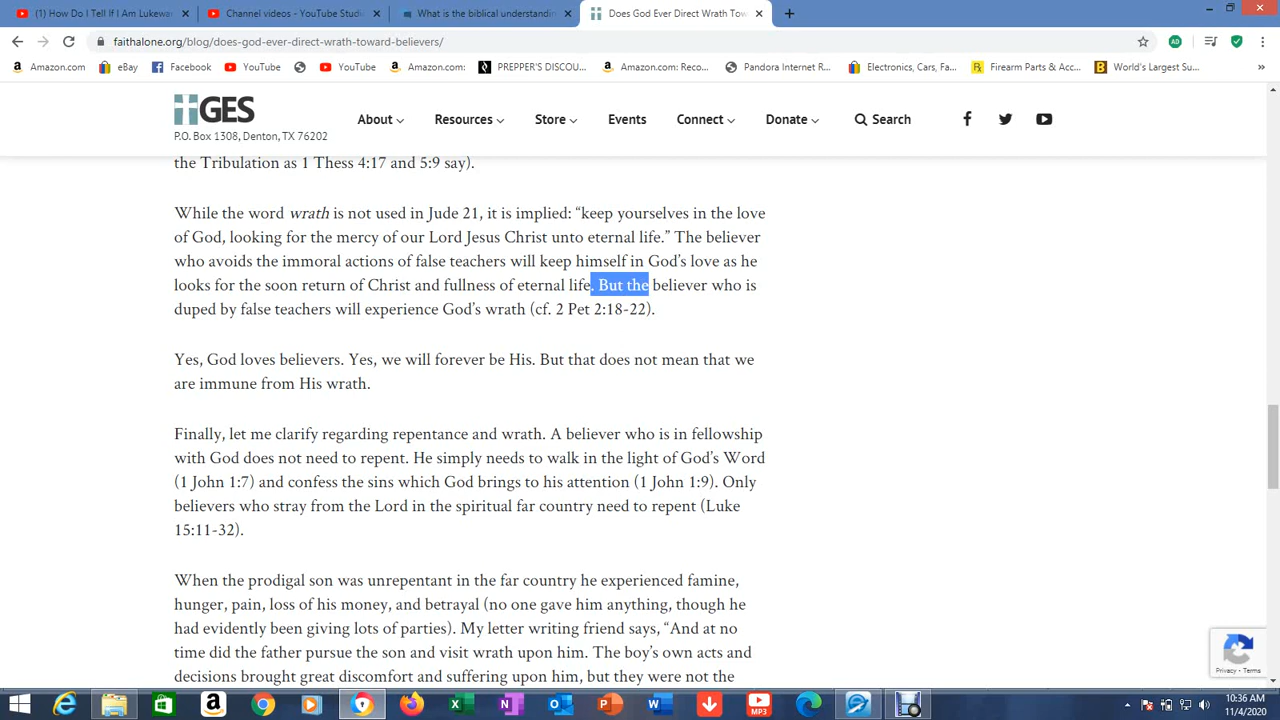 (1) How Do I Tell If I Am Lukewar
Channel videos - YouTube Studi
What is the biblical understandin
Does God Ever Direct Wrath Tow
faithalone.org/blog/does-god-ever-direct-wrath-toward-believers/
Amazon.com
eBay
Facebook
YouTube
YouTube
Amazon.com:
PREPPER'S DISCOU...
Amazon.com: Reco...
Pandora Internet R...
Electronics, Cars, Fa...
Firearm Parts & Acc...
World's Largest Su...
GES
P.O. Box 1308, Denton, TX 76202
About
Resources
Store
Events
Connect
Donate
Search
the Tribulation as 1 Thess 4:17 and 5:9 say).
While the word wrath is not used in Jude 21, it is implied: “keep yourselves in the love
of God, looking for the mercy of our Lord Jesus Christ unto eternal life.” The believer
who avoids the immoral actions of false teachers will keep himself in God’s love as he
looks for the soon return of Christ and fullness of eternal life. But the believer who is
duped by false teachers will experience God’s wrath (cf. 2 Pet 2:18-22).
Yes, God loves believers. Yes, we will forever be His. But that does not mean that we
are immune from His wrath.
Finally, let me clarify regarding repentance and wrath. A believer who is in fellowship
with God does not need to repent. He simply needs to walk in the light of God’s Word
(1 John 1:7) and confess the sins which God brings to his attention (1 John 1:9). Only
believers who stray from the Lord in the spiritual far country need to repent (Luke
15:11-32).
When the prodigal son was unrepentant in the far country he experienced famine,
hunger, pain, loss of his money, and betrayal (no one gave him anything, though he
had evidently been giving lots of parties). My letter writing friend says, “And at no
time did the father pursue the son and visit wrath upon him. The boy’s own acts and
decisions brought great discomfort and suffering upon him, but they were not the
Privacy - Terms
MP3
10:36 AM
11/4/2020